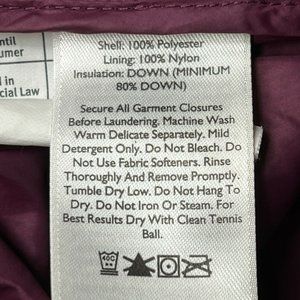 ntil
umer
d in
cial Law
Shell: 100% Polyester
Lining: 100% Nylon
Insulation: DOWN (MINIMUM
80% DOWN)
Secure All Garment Closures
Before Laundering. Machine Wash
Warm Delicate Separately. Mild
Detergent Only. Do Not Bleach. Do
Not Use Fabric Softeners. Rinse
Thoroughly And Remove Promptly.
Tumble Dry Low. Do Not Hang To
Dry. Do Not Iron Or Steam. For
Best Results Dry With Clean Tennis
Ball.